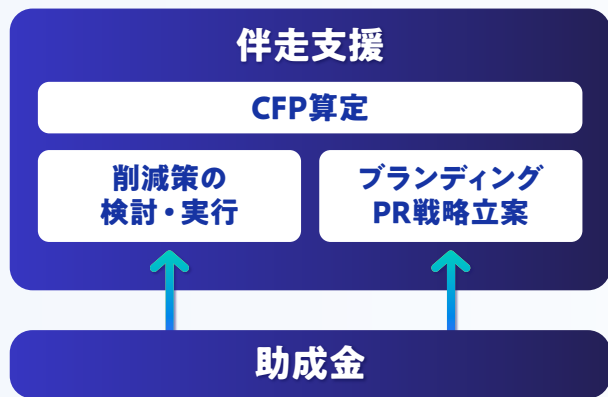 伴走支援
CFP算定
削減策の
検討・実行
ブランディング
PR戦略立案
助成金